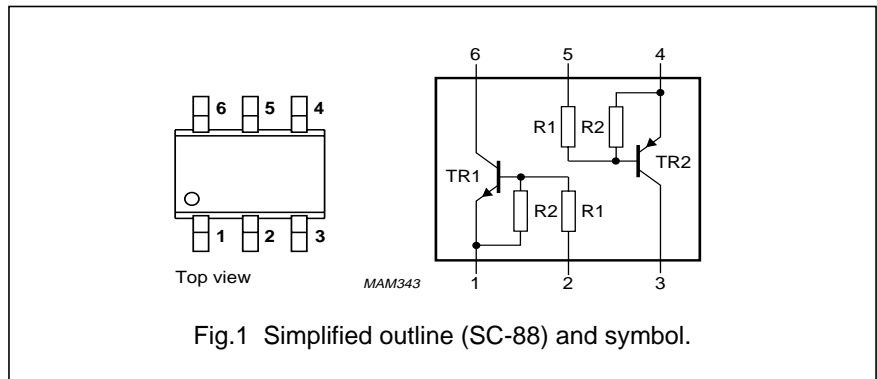 6 5 4
6 5 4
R1 R2
TR2
TR1
R2 R1
1 2 3
Top view
MAM343
1 2 3
Fig.1 Simplified outline (SC-88) and symbol.